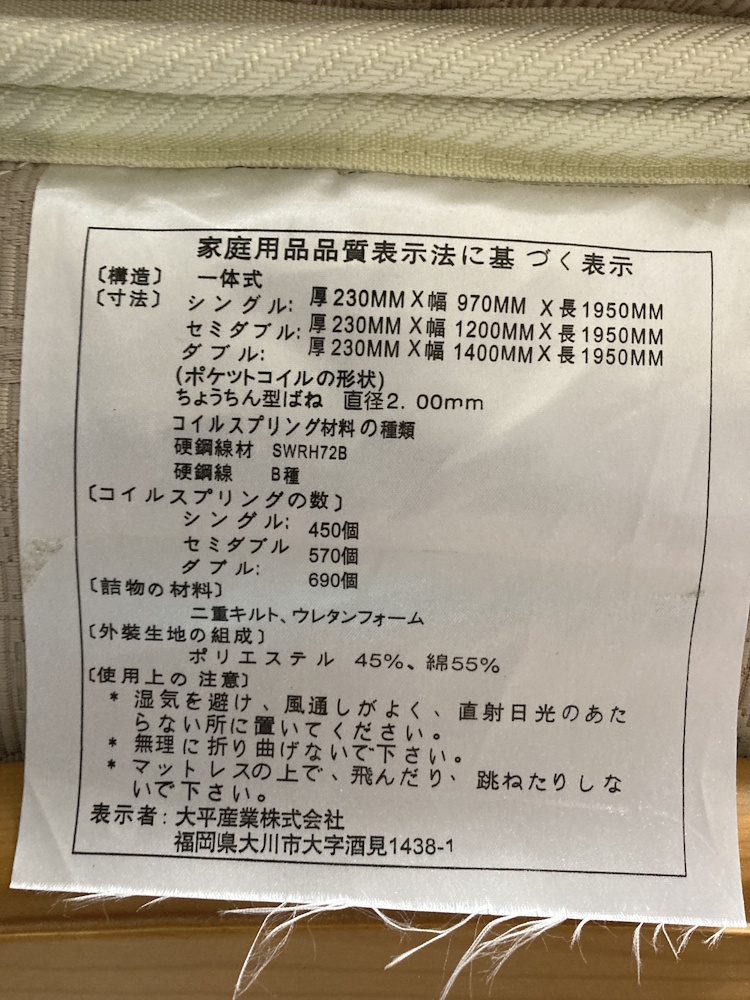 家庭用品品質表示法に基づく表示
〔構造〕 一体式
〔寸法〕 シングル: 厚230MM X幅 970MM X長1950MM
セミダブル: 厚230MM X幅 1200MM X長1950MM
ダブル: 厚230MM X幅 1400MM X長1950MM
(ポケットコイルの形状)
ちょうちん型ばね 直径2.00mm
コイルスプリング材料の種類
硬鋼線材 SWRH72B
硬鋼線 B種
〔コイルスプリングの数〕
シングル: 450個
セミダブル 570個
ダブル: 690個
〔詰物の材料〕
二重キルト、ウレタンフォーム
〔外装生地の組成〕
ポリエステル 45%、綿55%
〔使用上の注意〕
* 湿気を避け、風通しがよく、直射日光のあた
らない所に置いてください。
* 無理に折り曲げないで下さい。
* マットレスの上で、飛んだり、跳ねたりしな
いで下さい。
表示者: 大平産業株式会社
福岡県大川市大字酒見1438-1